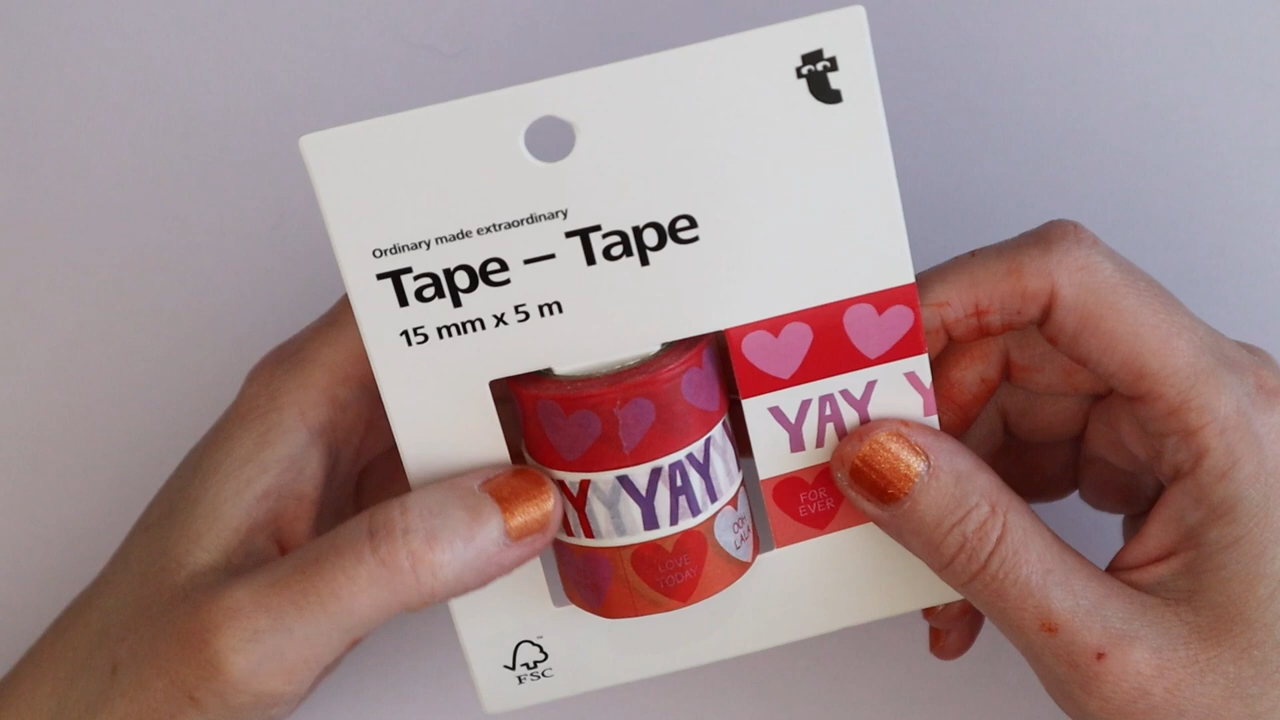 t
Ordinary made extraordinary
Tape – Tape
15 mm x 5 m
YAY Y
FOR
EVER
Y YAY
OOH
LALA
LOVE
TODAY
FSC